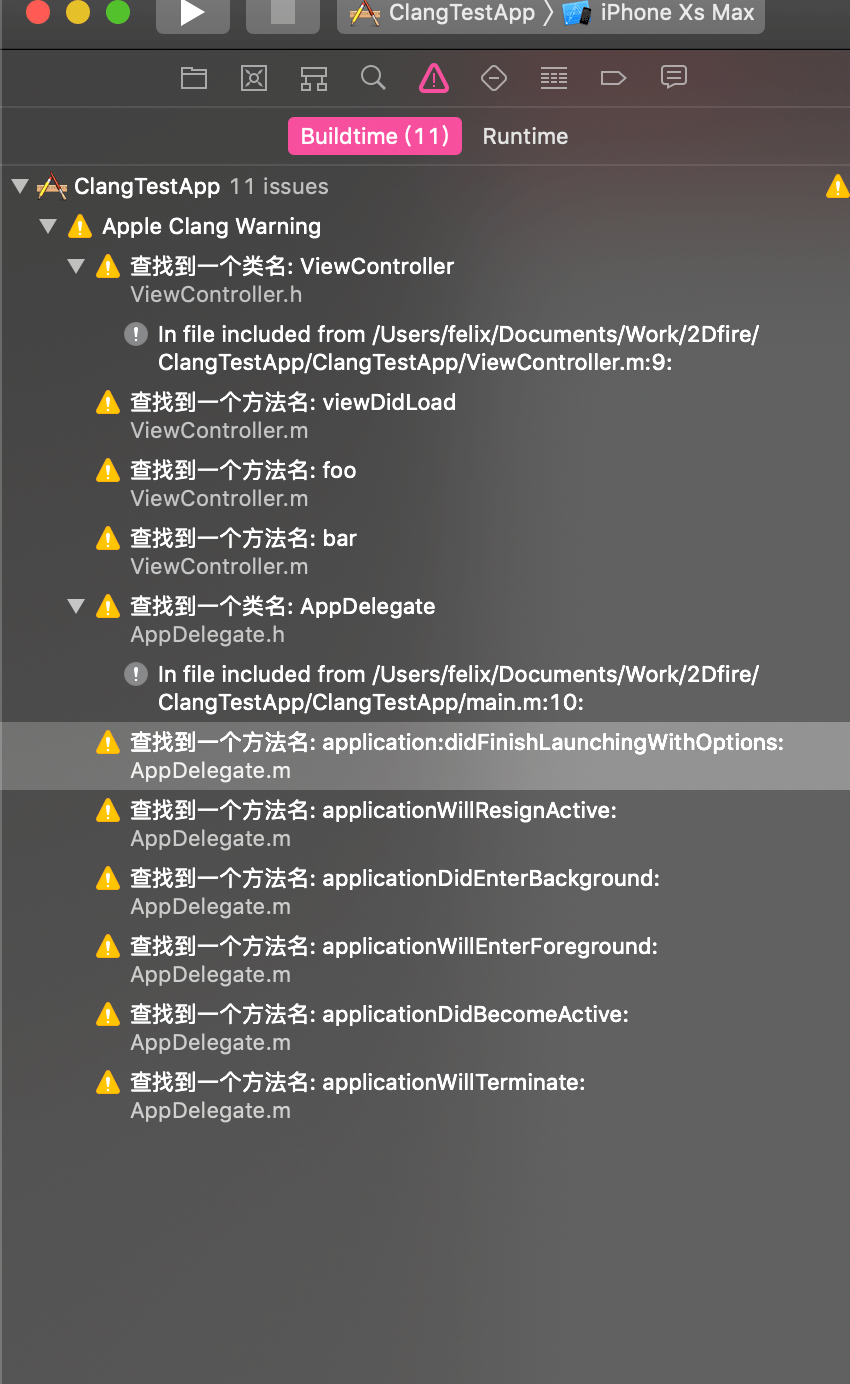 ClangTestApp 〉 iPhone Xs Max
Buildtime (11) Runtime
ClangTestApp 11 issues
Apple Clang Warning
查找到一个类名: ViewController
ViewController.h
In file included from /Users/felix/Documents/Work/2Dfire/
ClangTestApp/ClangTestApp/ViewController.m:9:
查找到一个方法名: viewDidLoad
ViewController.m
查找到一个方法名: foo
ViewController.m
查找到一个方法名: bar
ViewController.m
查找到一个类名: AppDelegate
AppDelegate.h
In file included from /Users/felix/Documents/Work/2Dfire/
ClangTestApp/ClangTestApp/main.m:10:
查找到一个方法名: application:didFinishLaunchingWithOptions:
AppDelegate.m
查找到一个方法名: applicationWillResignActive:
AppDelegate.m
查找到一个方法名: applicationDidEnterBackground:
AppDelegate.m
查找到一个方法名: applicationWillEnterForeground:
AppDelegate.m
查找到一个方法名: applicationDidBecomeActive:
AppDelegate.m
查找到一个方法名: applicationWillTerminate:
AppDelegate.m